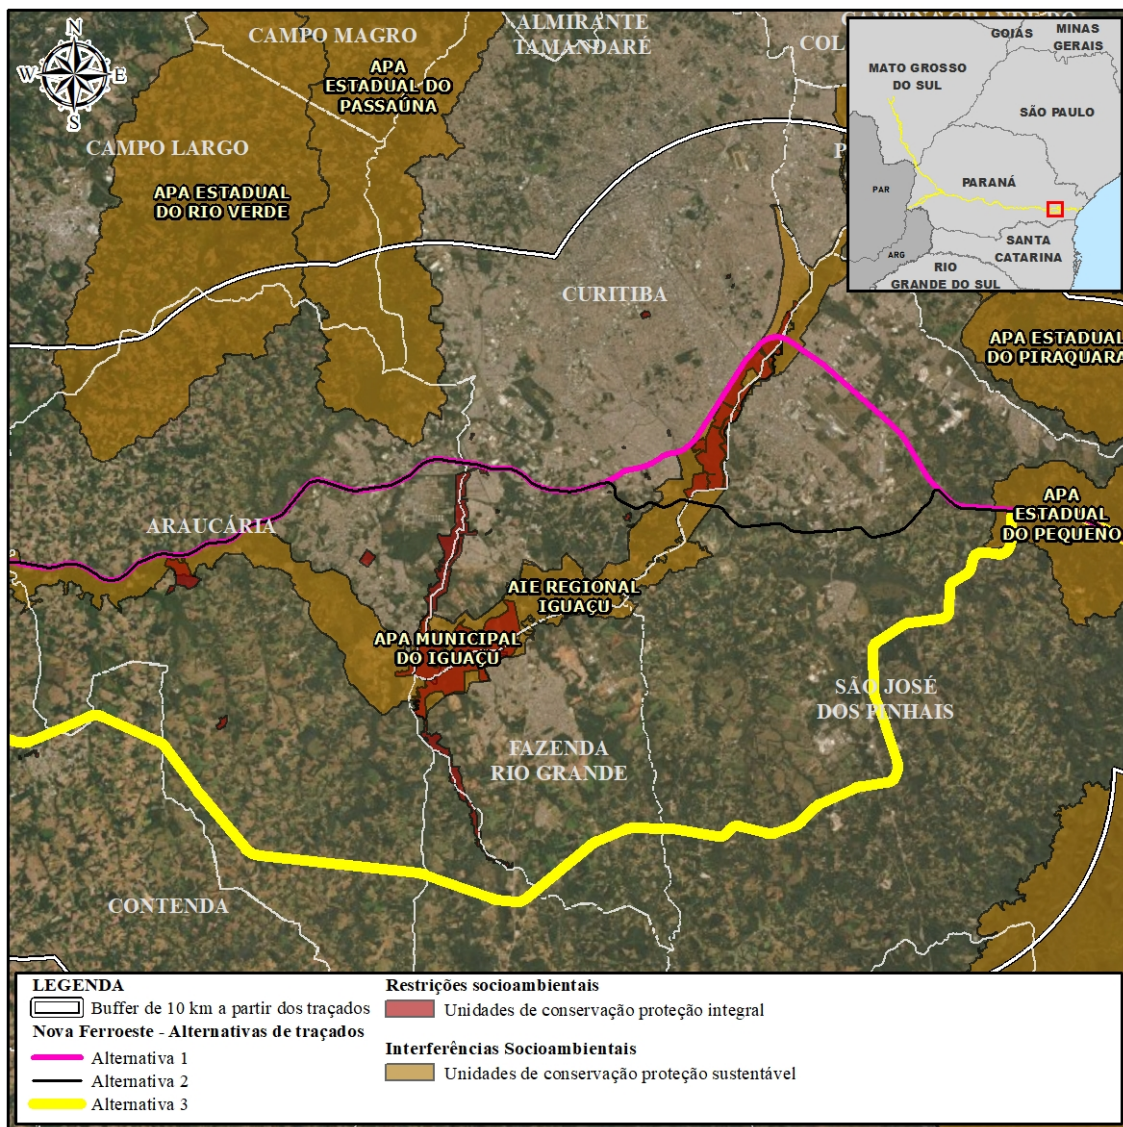 N
W
E
S
CAMPO MAGRO
ALMIRANTE
TAMANDARÉ
COL
APA
ESTADUAL DO
PASSAÚNA
CAMPO LARGO
APA ESTADUAL
DO RIO VERDE
P
CURITIBA
GOIÁS
MINAS
GERAIS
MATO GROSSO
DO SUL
SÃO PAULO
PAR
PARANÁ
ARG
SANTA
CATARINA
RIO
GRANDE DO SUL
APA ESTADUAL
DO PIRAQUARA
ARAUCÁRIA
APA
ESTADUAL
DO PEQUENO
AIE REGIONAL
IGUAÇU
APA MUNICIPAL
DO IGUAÇU
SÃO JOSÉ
DOS PINHAIS
FAZENDA
RIO GRANDE
CONTENDA
LEGENDA
Buffer de 10 km a partir dos traçados
Nova Ferroeste - Alternativas de traçados
Alternativa 1
Alternativa 2
Alternativa 3
Restrições socioambientais
Unidades de conservação proteção integral
Interferências Socioambientais
Unidades de conservação proteção sustentável